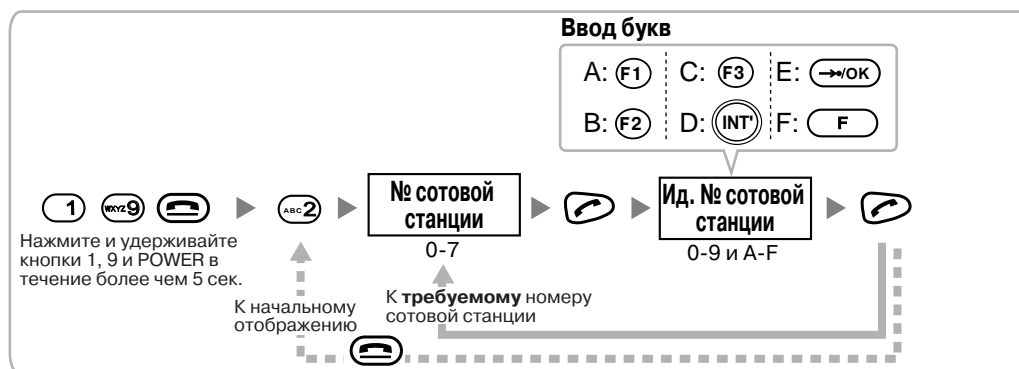 Ввод букв
A: F1 C: F3 E: /OK
B: F2 D: INT' F: F
1 WXYZ9 ABC2
№ сотовой
станции
0-7
Ид. № сотовой
станции
0-9 и A-F
Нажмите и удерживайте
кнопки 1, 9 и POWER в
течение более чем 5 сек.
К начальному
отображению
К требуемому номеру
сотовой станции